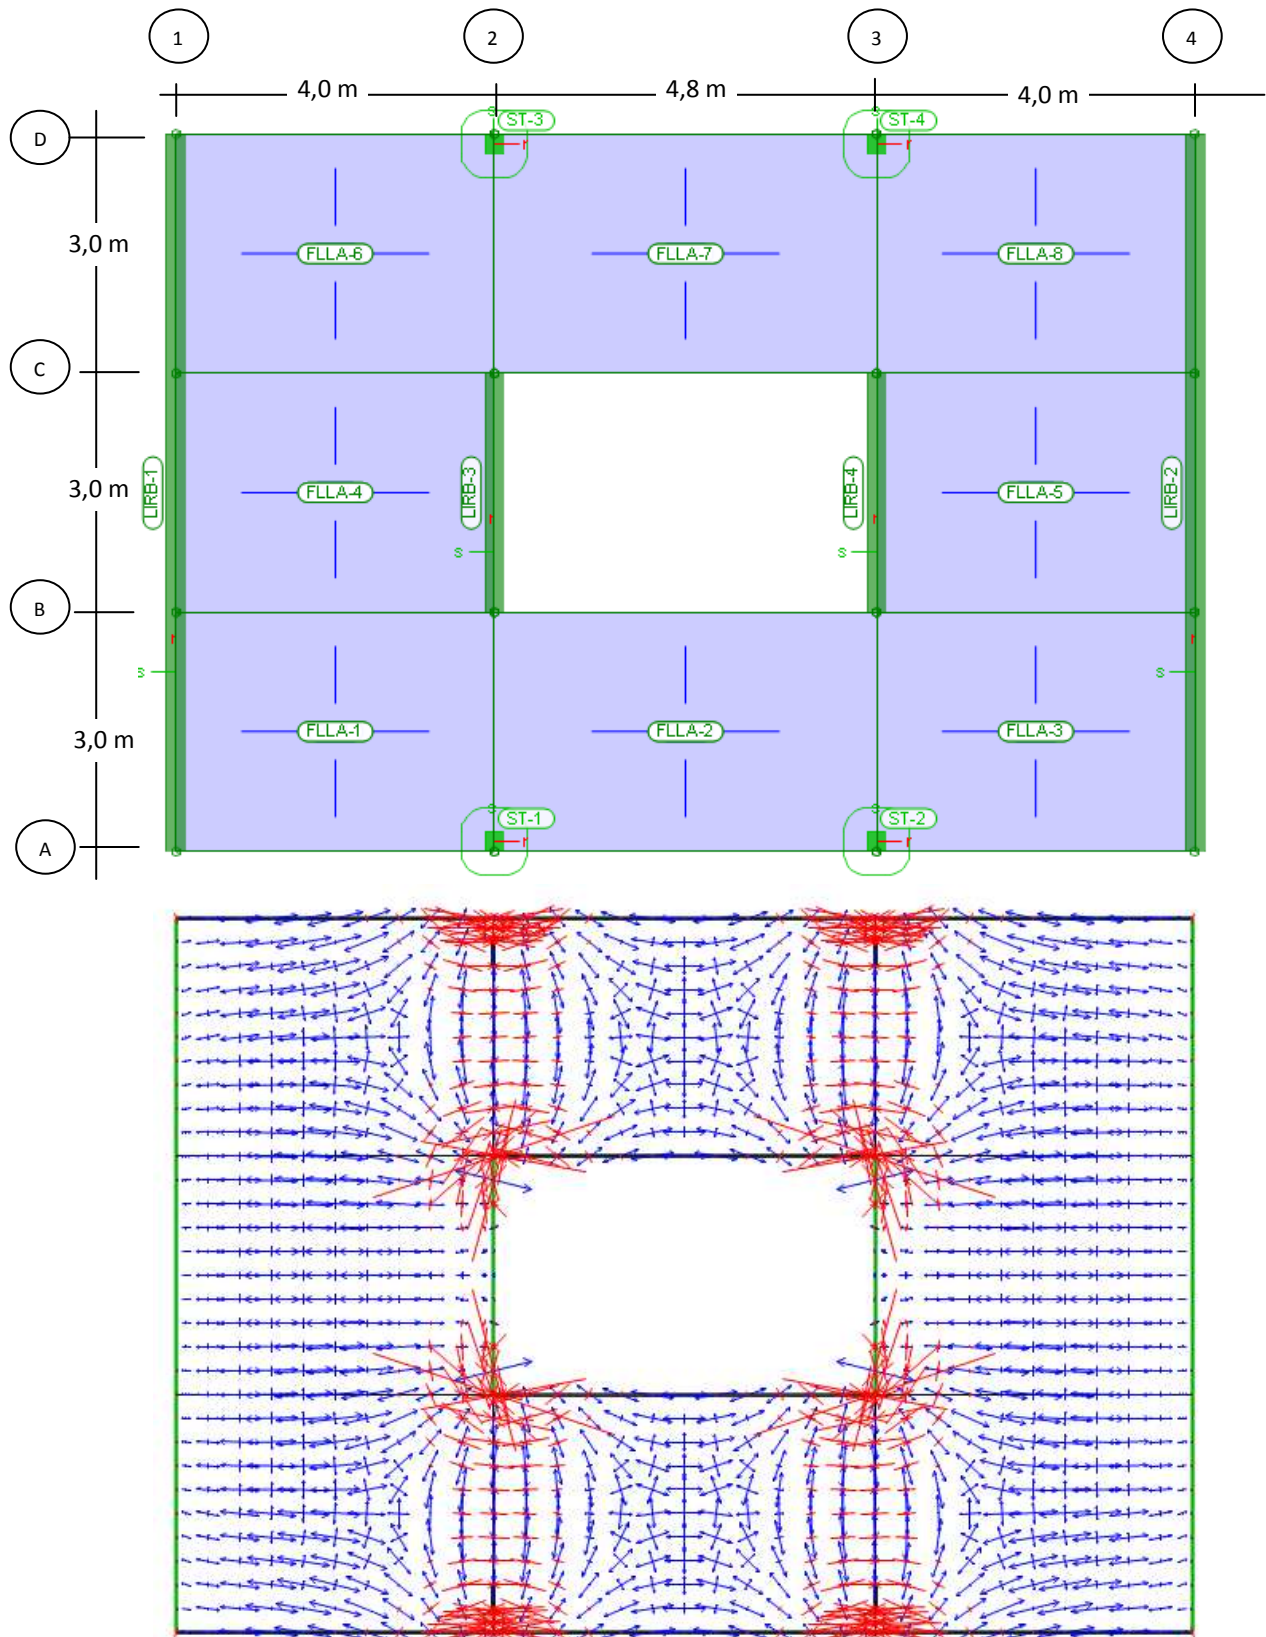 1 2 3 4
4,0 m 4,8 m 4,0 m
s s
ST-3 ST-4
D
r r
3,0 m
FLLA-6 FLLA-7 FLLA-8
C
LIRB-1 LIRB-3 LIRB-4 LIRB-2
3,0 m
FLLA-4 FLLA-5
r r
s s
B
r r
s s
3,0 m
FLLA-1 FLLA-2 FLLA-3
s s
ST-1 ST-2
A
r r